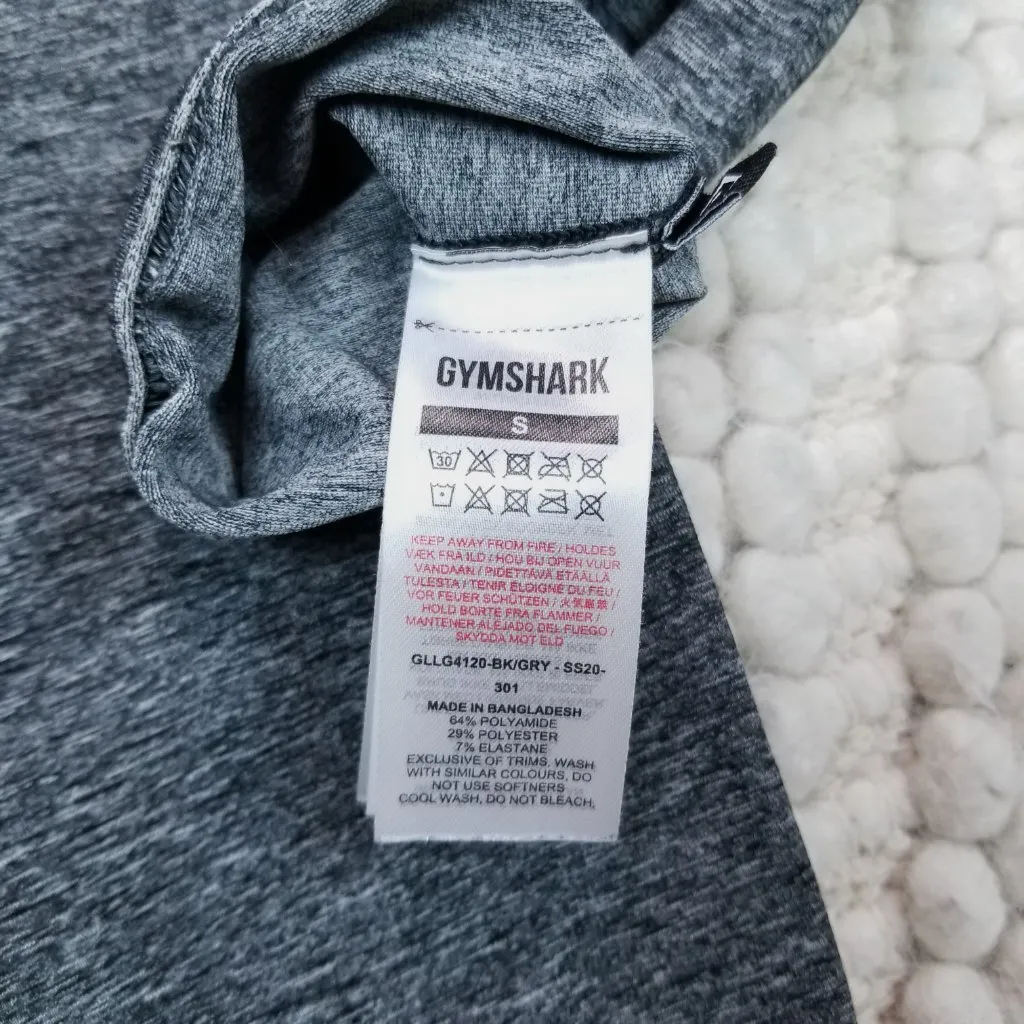 GYMSHARK
S
30
KEEP AWAY FROM FIRE / HOLDES
VÆK FRA ILD / HOU BIJ OPEN VUUR
VANDAAN / PIDETTÄVÄ ETÄÄLLÄ
TULESTA / TENIR ÉLOIGNÉ DU FEU /
VOR FEUER SCHÜTZEN / 火気厳禁 /
HOLD BORTE FRA FLAMMER /
MANTENER ALEJADO DEL FUEGO /
SKYDDA MOT ELD
GLLG4120-BK/GRY - SS20-
301
MADE IN BANGLADESH
64% POLYAMIDE
29% POLYESTER
7% ELASTANE
EXCLUSIVE OF TRIMS, WASH
WITH SIMILAR COLOURS, DO
NOT USE SOFTNERS
COOL WASH, DO NOT BLEACH,